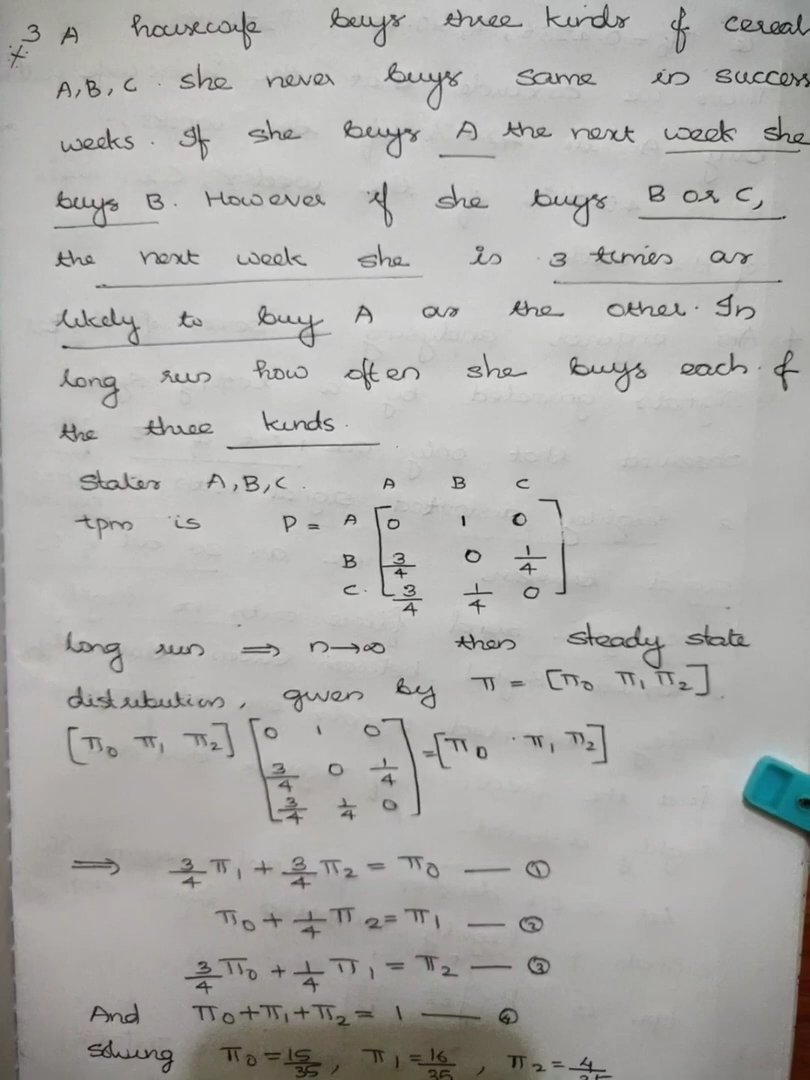 3 A housewife buys three kinds of cereal
A, B, C. she never buys same in success
weeks. If she buys A the next week she
buys B. However if she buys B or C,
the next week she is 3 times as
likely to buy A as the other. In
long run how often she buys each of
the three kinds.
States A, B, C. A B C
tpm is P = A [0 1 0
B 3/4 0 1/4
C. 3/4 1/4 0]
long run ⟹ n→∞ then steady state
distribution, given by π = [π0 π1 π2]
[π0 π1 π2] [0 1 0
3/4 0 1/4
3/4 1/4 0] = [π0 π1 π2]
⟹ 3/4 π1 + 3/4 π2 = π0 — ①
π0 + 1/4 π2 = π1 — ②
3/4 π0 + 1/4 π1 = π2 — ③
And π0+π1+π2 = 1 — ④
Solving π0 = 15/35, π1 = 16/35, π2 = 4/35